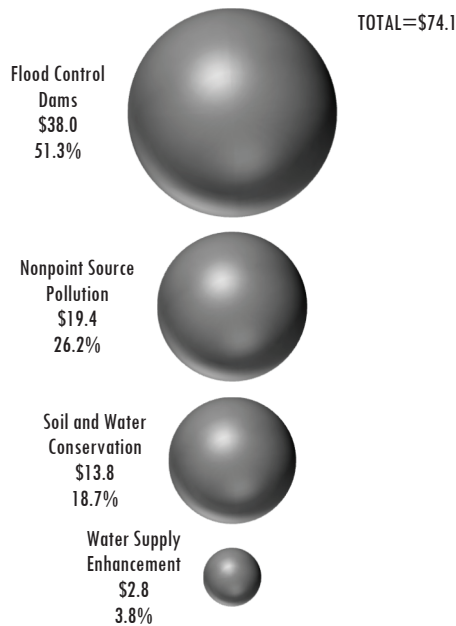 TOTAL=$74.1
Flood Control
Dams
$38.0
51.3%
Nonpoint Source
Pollution
$19.4
26.2%
Soil and Water
Conservation
$13.8
18.7%
Water Supply
Enhancement
$2.8
3.8%